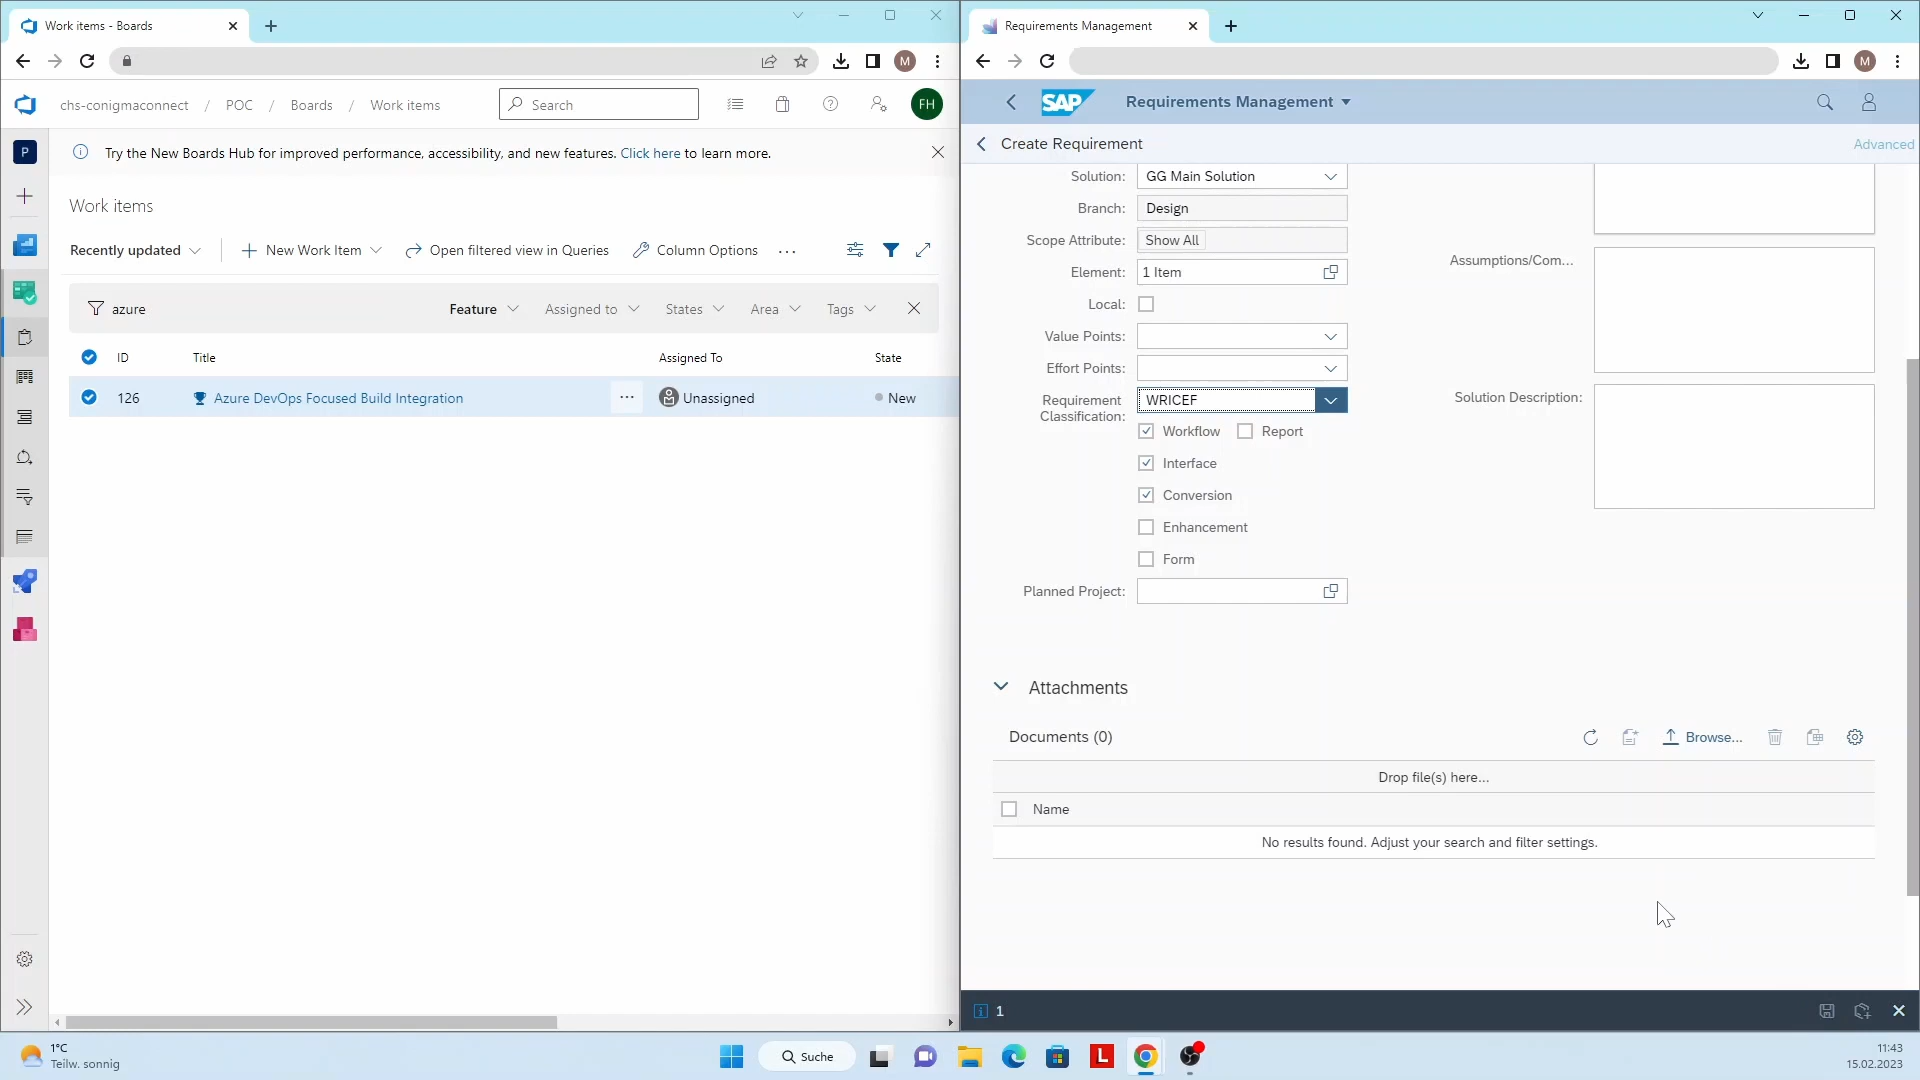 Work items - Boards
M
chs-conigmaconnect / POC / Boards / Work items
Search
FH
P
Try the New Boards Hub for improved performance, accessibility, and new features. Click here to learn more.
Work items
Recently updated
New Work Item
Open filtered view in Queries
Column Options
azure
Feature
Assigned to
States
Area
Tags
ID
Title
Assigned To
State
126
Azure DevOps Focused Build Integration
Unassigned
New
Requirements Management
M
SAP
Requirements Management
Create Requirement
Advanced
Solution:
GG Main Solution
Branch:
Design
Scope Attribute:
Show All
Element:
1 Item
Local:
Value Points:
Effort Points:
Requirement
Classification:
WRICEF
Workflow
Report
Interface
Conversion
Enhancement
Form
Planned Project:
Assumptions/Com...
Solution Description:
Attachments
Documents (0)
Browse...
Drop file(s) here...
Name
No results found. Adjust your search and filter settings.
1
1°C
Teilw. sonnig
Suche
L
11:43
15.02.2023